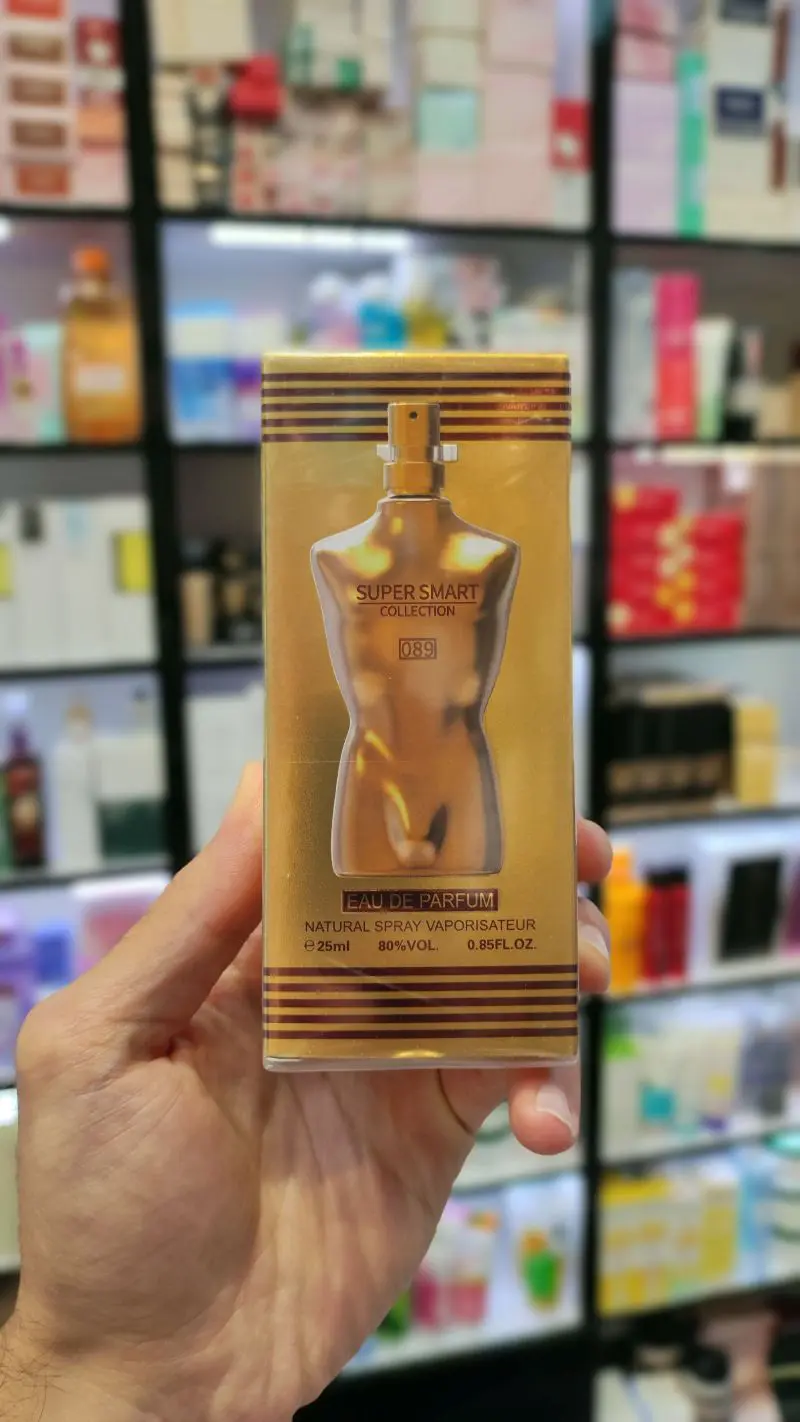 SUPER SMART
COLLECTION
089
EAU DE PARFUM
NATURAL SPRAY VAPORISATEUR
℮25ml 80%VOL. 0.85FL.OZ.